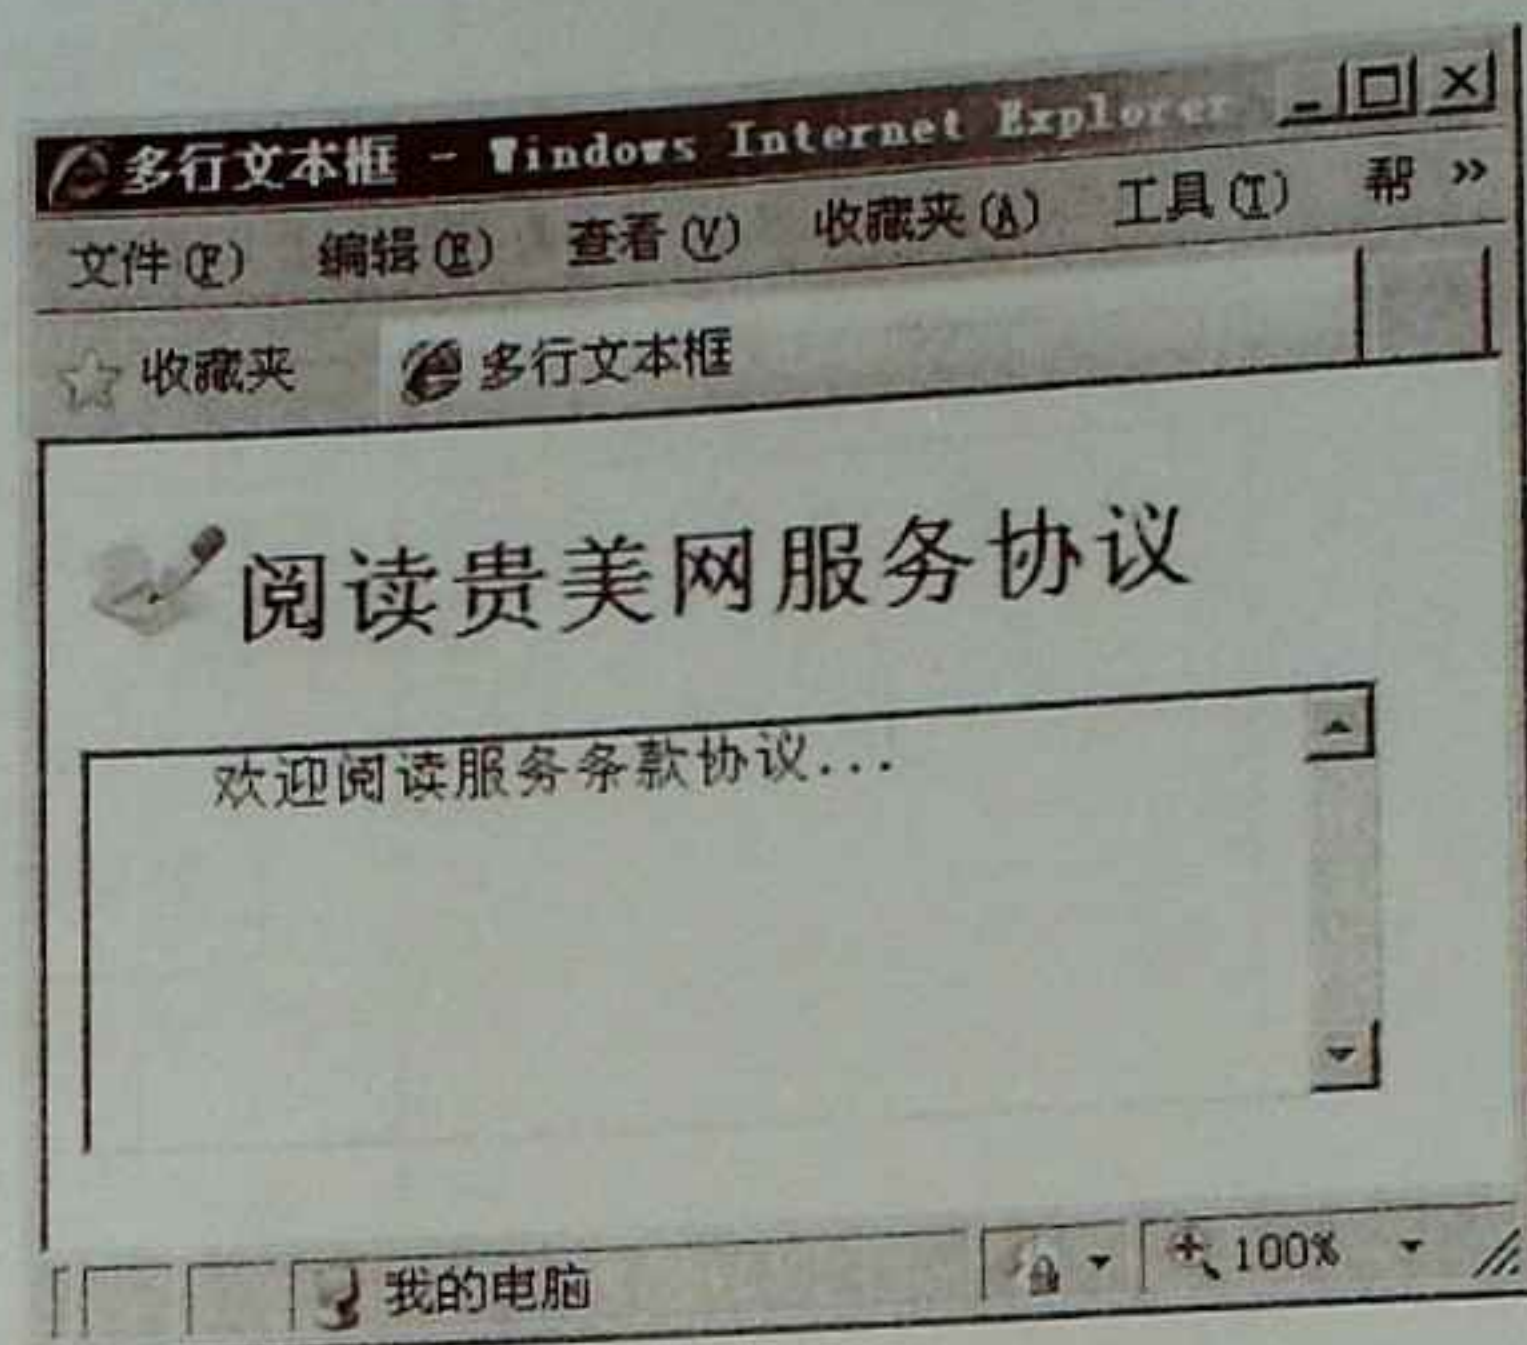 多行文本框 - Windows Internet Explorer
文件(F) 编辑(E) 查看(V) 收藏夹(A) 工具(T) 帮 »
收藏夹 多行文本框
阅读贵美网服务协议
欢迎阅读服务条款协议...
我的电脑 100%